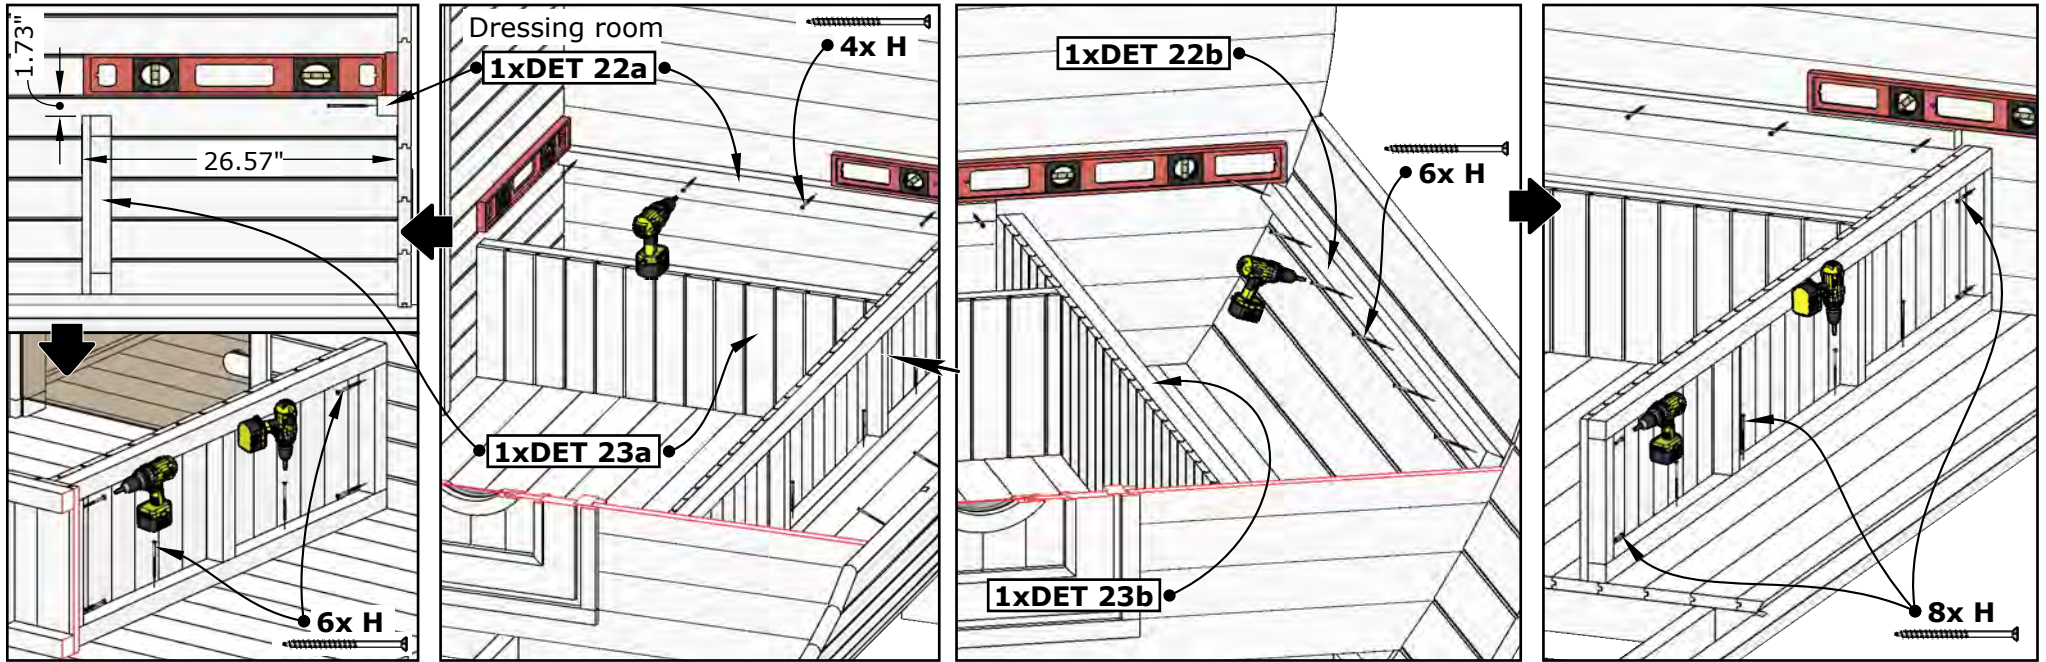 1.73"
26.57"
6x H
Dressing room
4x H
1xDET 22a
1xDET 23a
1xDET 22b
6x H
1xDET 23b
8x H